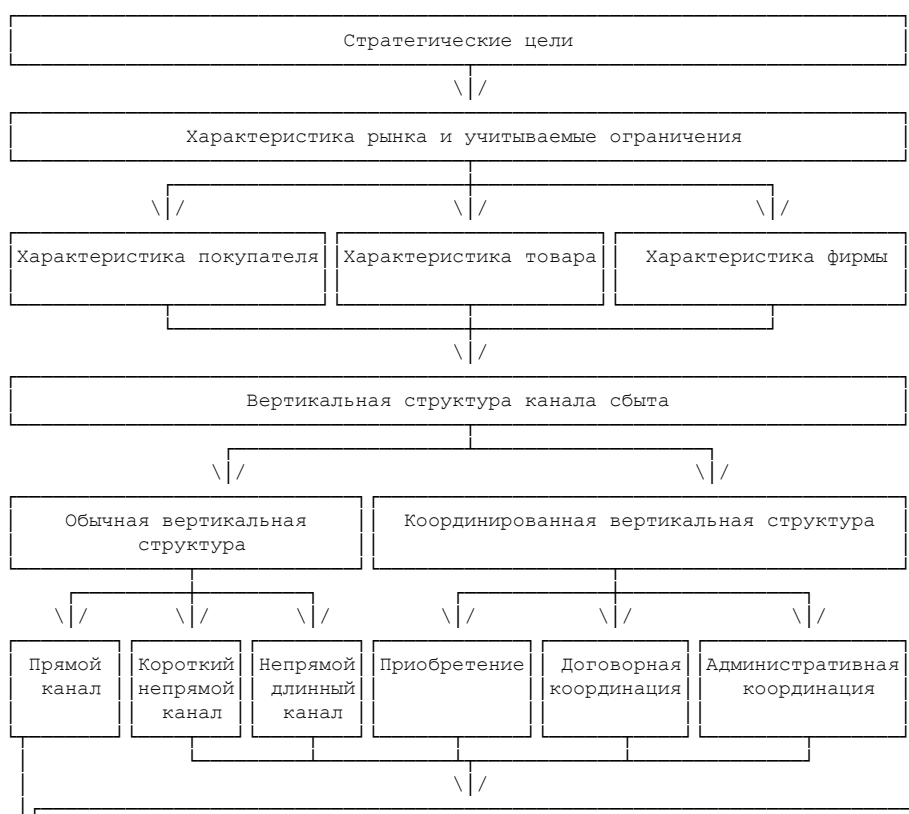 Стратегические цели
Характеристика рынка и учитываемые ограничения
Характеристика покупателя
Характеристика товара
Характеристика фирмы
Вертикальная структура канала сбыта
Обычная вертикальная
структура
Координированная вертикальная структура
Прямой
канал
Короткий
непрямой
канал
Непрямой
длинный
канал
Приобретение
Договорная
координация
Административная
координация